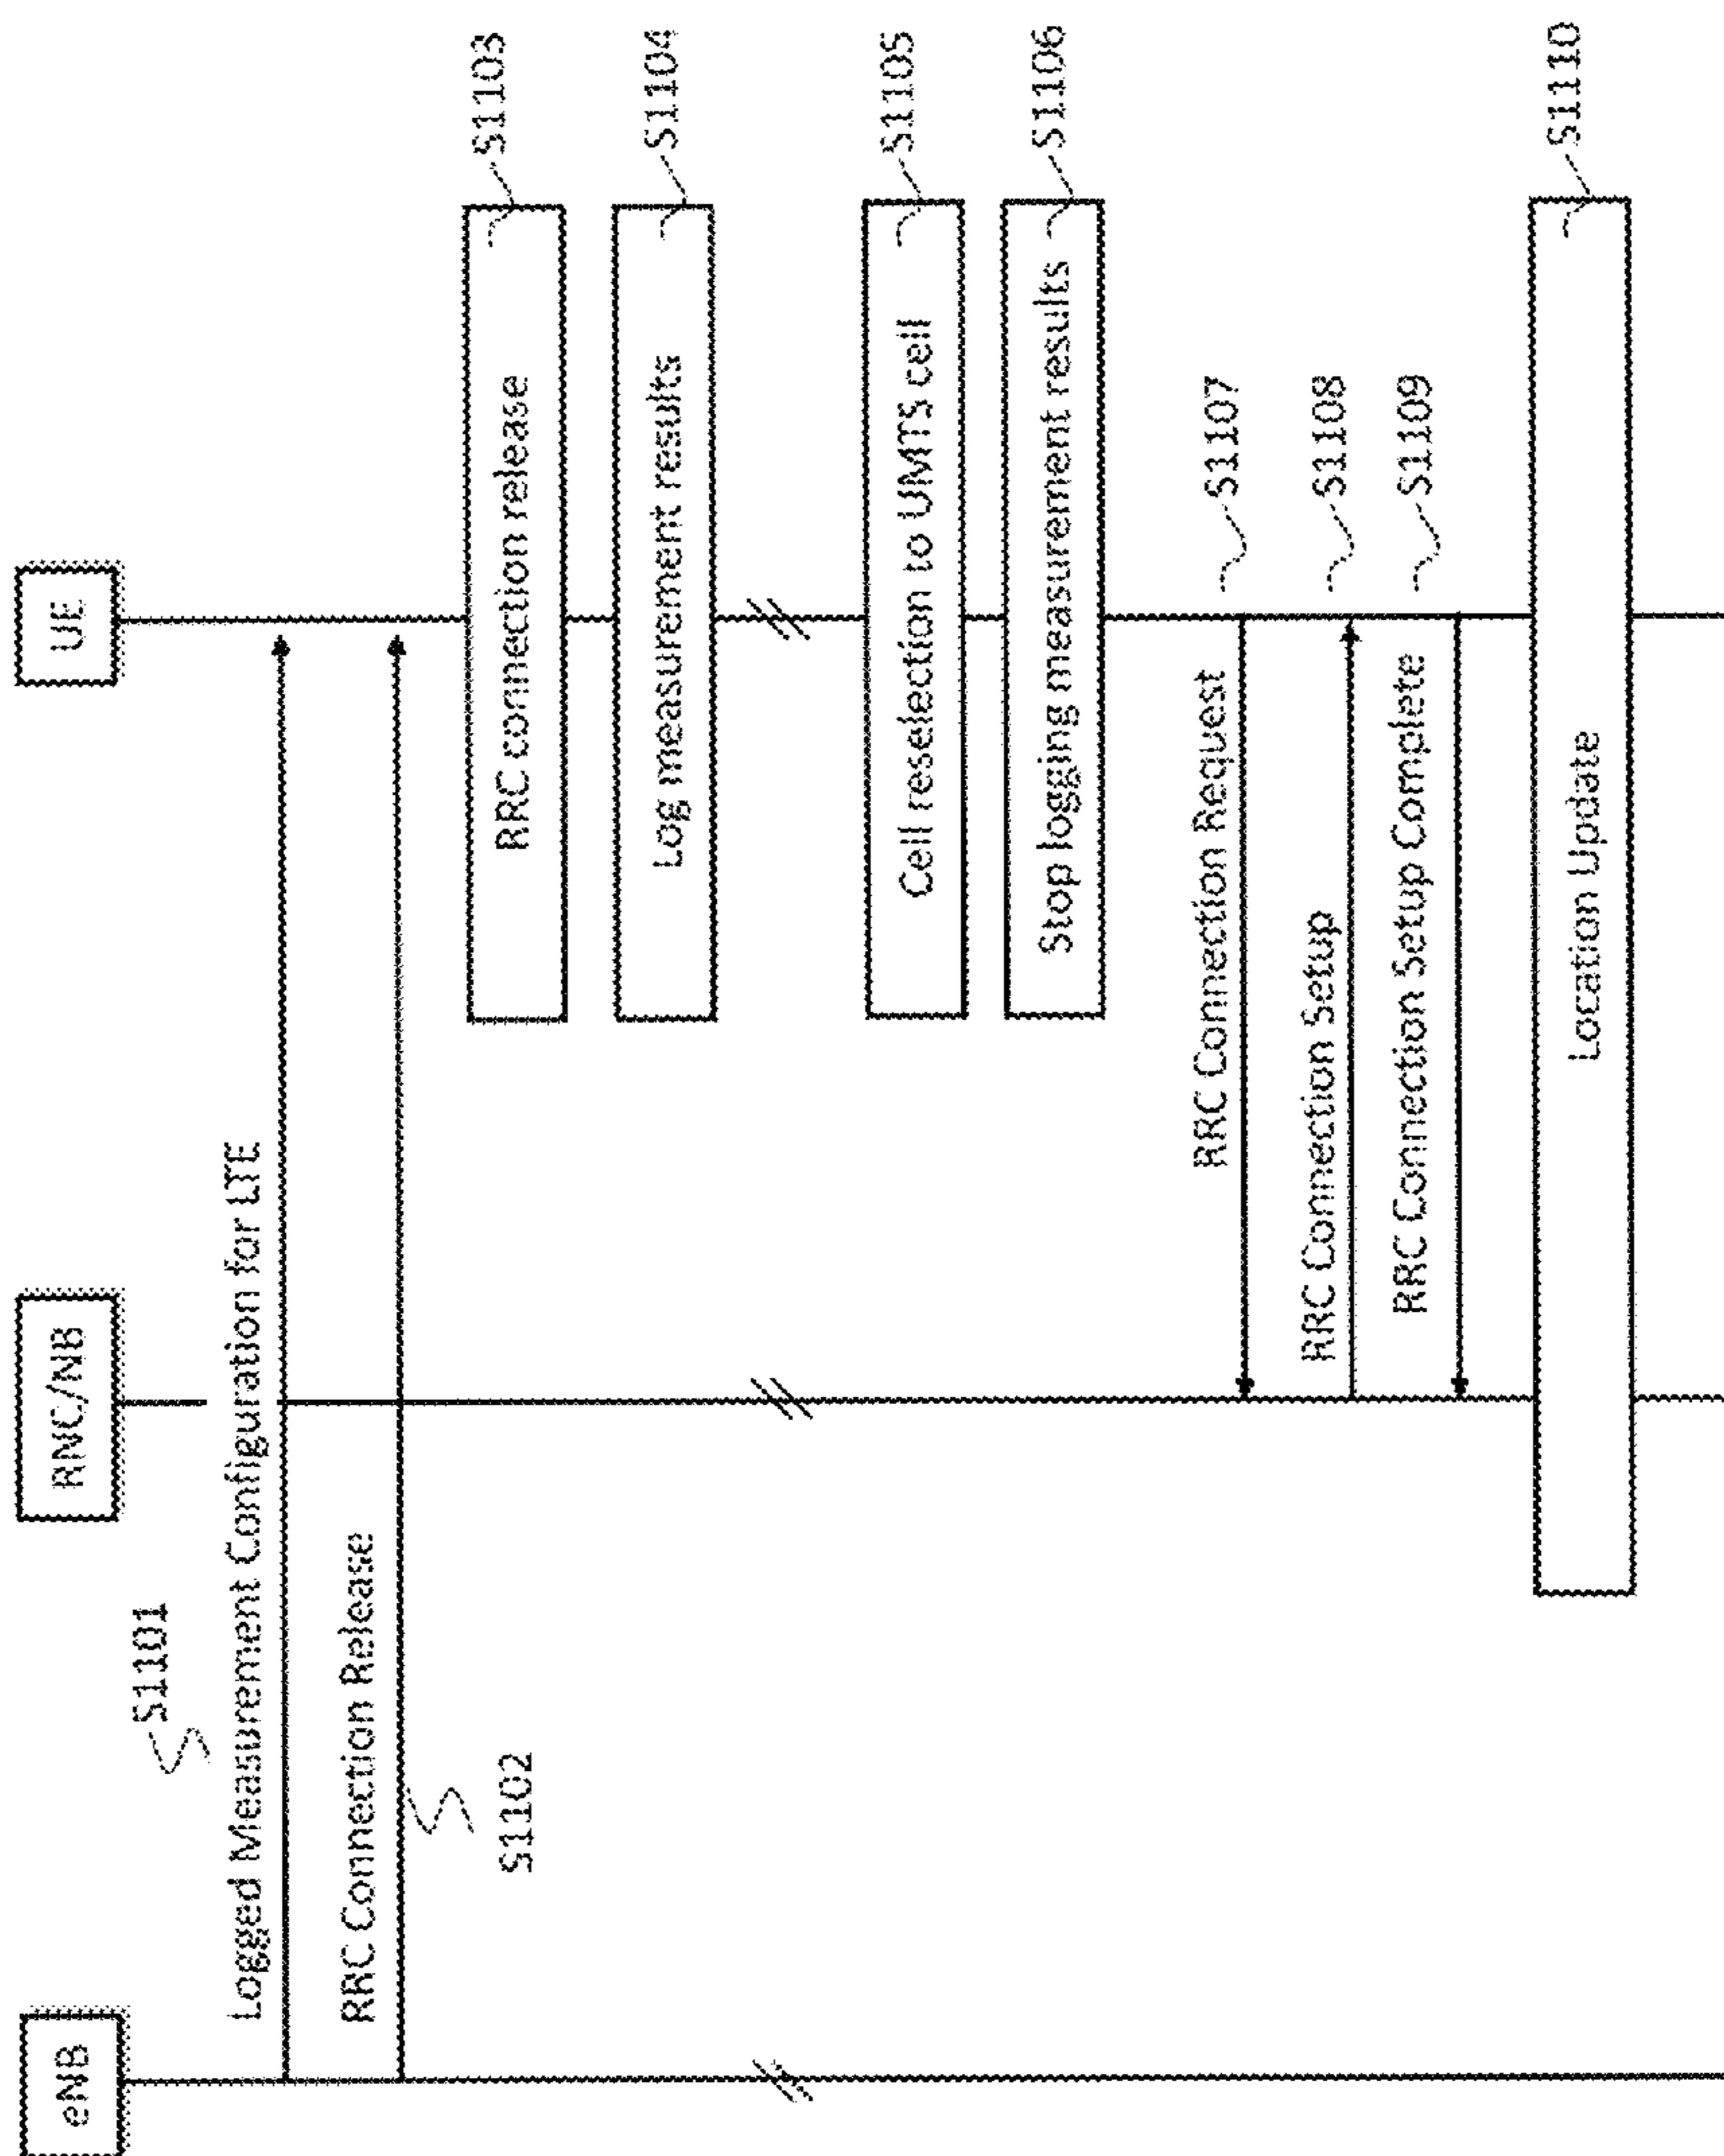 UE
RNC/NB
eNB
S1101
Logged Measurement Configuration for LTE
RRC Connection Release
S1102
RRC connection release
S1103
Log measurement results
S1104
Cell reselection to UMTS cell
S1105
Stop logging measurement results
S1106
RRC Connection Request
S1107
RRC Connection Setup
S1108
RRC Connection Setup Complete
S1109
Location Update
S1110